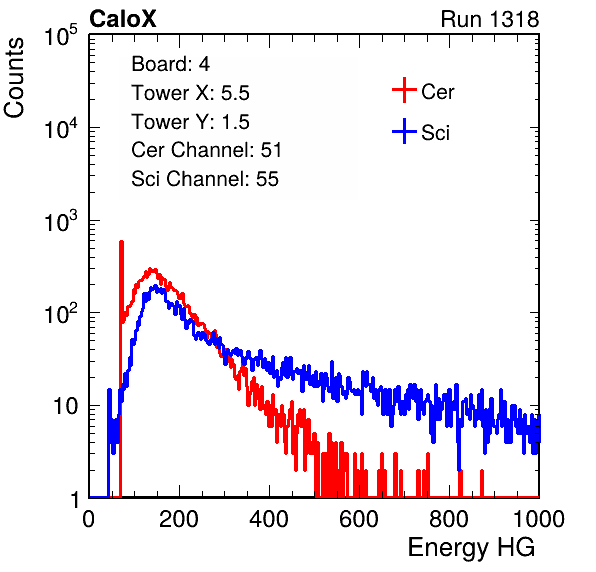 CaloX Run 1318
Counts
10^5
10^4
10^3
10^2
10
1
Board: 4
Tower X: 5.5
Tower Y: 1.5
Cer Channel: 51
Sci Channel: 55
Cer
Sci
0 200 400 600 800 1000
Energy HG